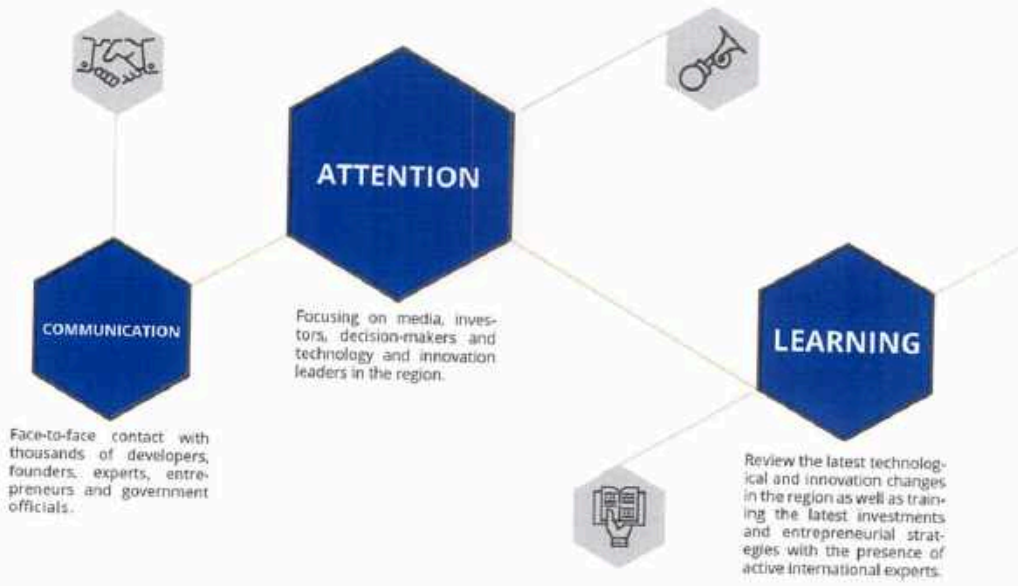 ATTENTION
Focusing on media, inves-
tors, decision-makers and
technology and innovation
leaders in the region.
COMMUNICATION
Face-to-face contact with
thousands of developers,
founders, experts, entre-
preneurs and government
officials.
LEARNING
Review the latest technolog-
ical and innovation changes
in the region as well as train-
ing the latest investments
and entrepreneurial strat-
egies with the presence of
active international experts.